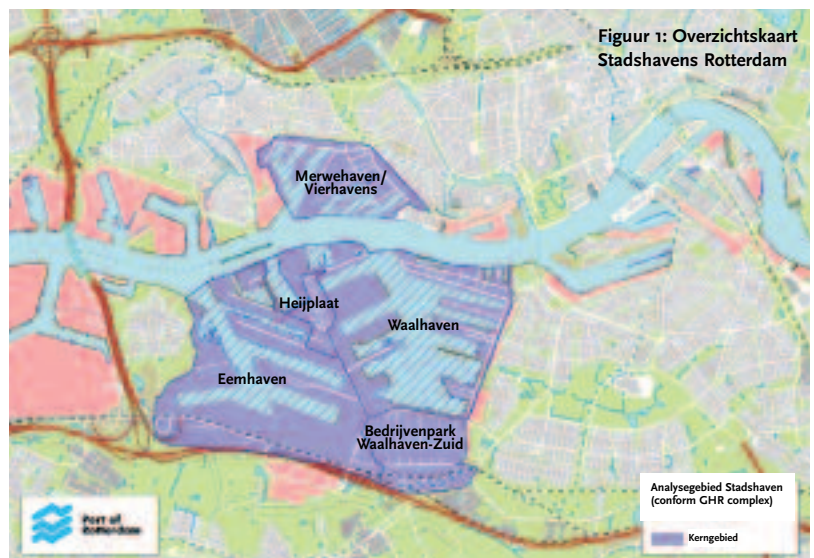 Figuur 1: Overzichtskaart
Stadshavens Rotterdam
Merwehaven/
Vierhavens
Heijplaat
Waalhaven
Eemhaven
Bedrijvenpark
Waalhaven-Zuid
Analysegebied Stadshaven
(conform GHR complex)
Kerngebied
Port of
Rotterdam